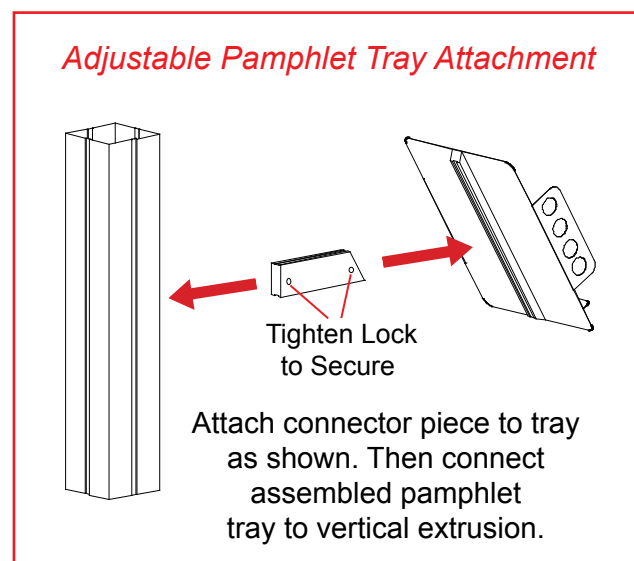 Adjustable Pamphlet Tray Attachment
Tighten Lock
to Secure
Attach connector piece to tray
as shown. Then connect
assembled pamphlet
tray to vertical extrusion.